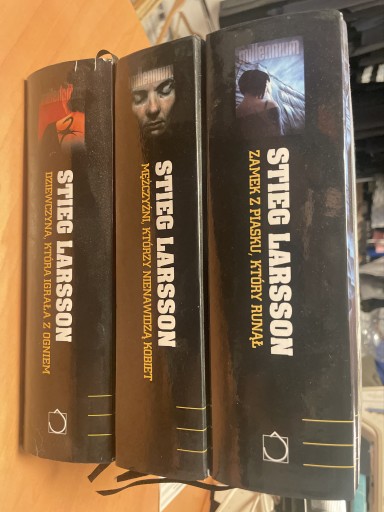 STIEG LARSSON
DZIEWCZYNA, KTÓRA IGRAŁA Z OGNIEM
millennium
STIEG LARSSON
MĘŻCZYŹNI, KTÓRZY NIENAWIDZĄ KOBIET
millennium
STIEG LARSSON
ZAMEK Z PIASKU, KTÓRY RUNĄŁ